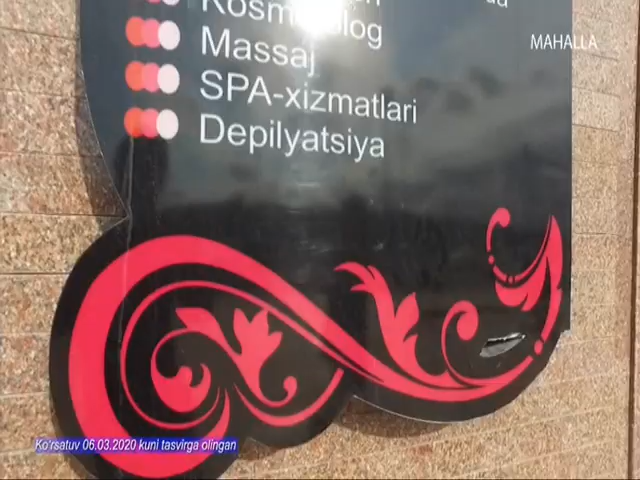 MAHALLA
Kosmetolog
Massaj
SPA-xizmatlari
Depilyatsiya
Ko'rsatuv 06.03.2020 kuni tasvirga olingan